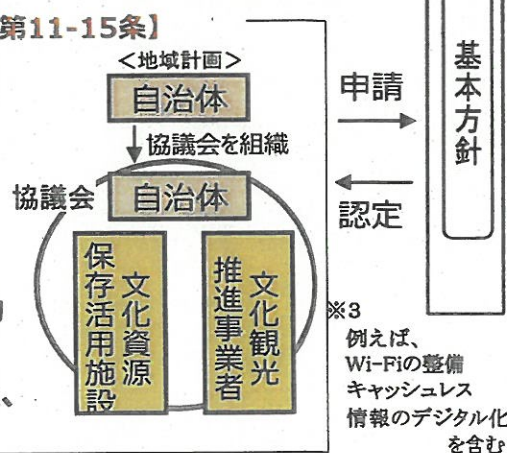 第11-15条】
<地域計画>
自治体
協議会を組織
協議会
自治体
文化資源
保存活用施設
文化観光
推進事業者
申請
認定
基本方針
※3
例えば、
Wi-Fiの整備
キャッシュレス
情報のデジタル化
を含む
、